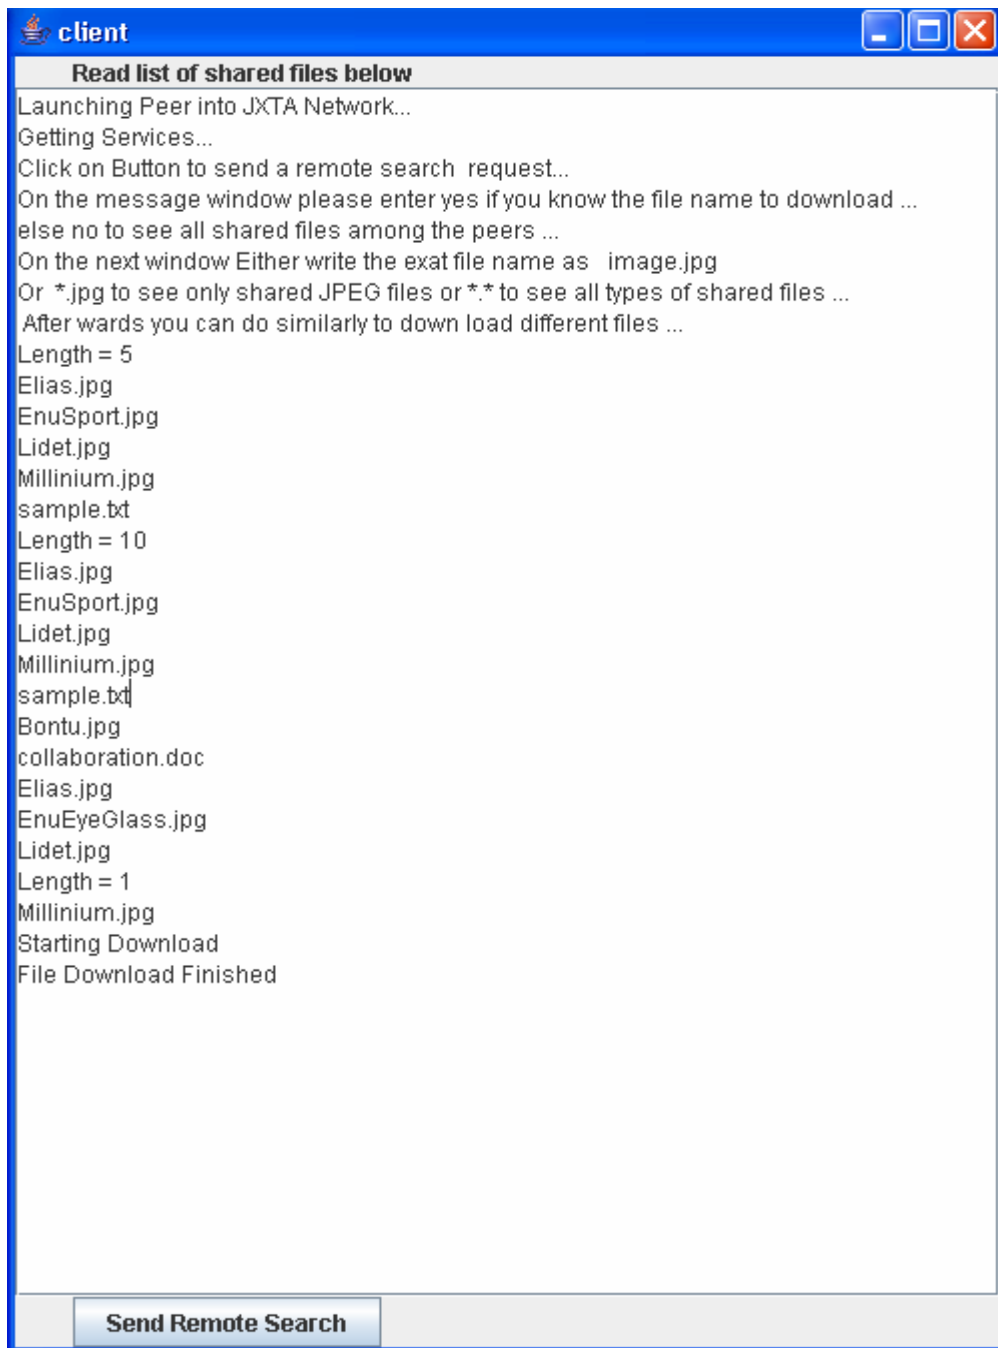 client
Read list of shared files below
Launching Peer into JXTA Network...
Getting Services...
Click on Button to send a remote search  request...
On the message window please enter yes if you know the file name to download ...
else no to see all shared files among the peers ...
On the next window Either write the exat file name as   image.jpg
Or  *.jpg to see only shared JPEG files or *.* to see all types of shared files ...
After wards you can do similarly to down load different files ...
Length = 5
Elias.jpg
EnuSport.jpg
Lidet.jpg
Millinium.jpg
sample.txt
Length = 10
Elias.jpg
EnuSport.jpg
Lidet.jpg
Millinium.jpg
sample.txt
Bontu.jpg
collaboration.doc
Elias.jpg
EnuEyeGlass.jpg
Lidet.jpg
Length = 1
Millinium.jpg
Starting Download
File Download Finished
Send Remote Search